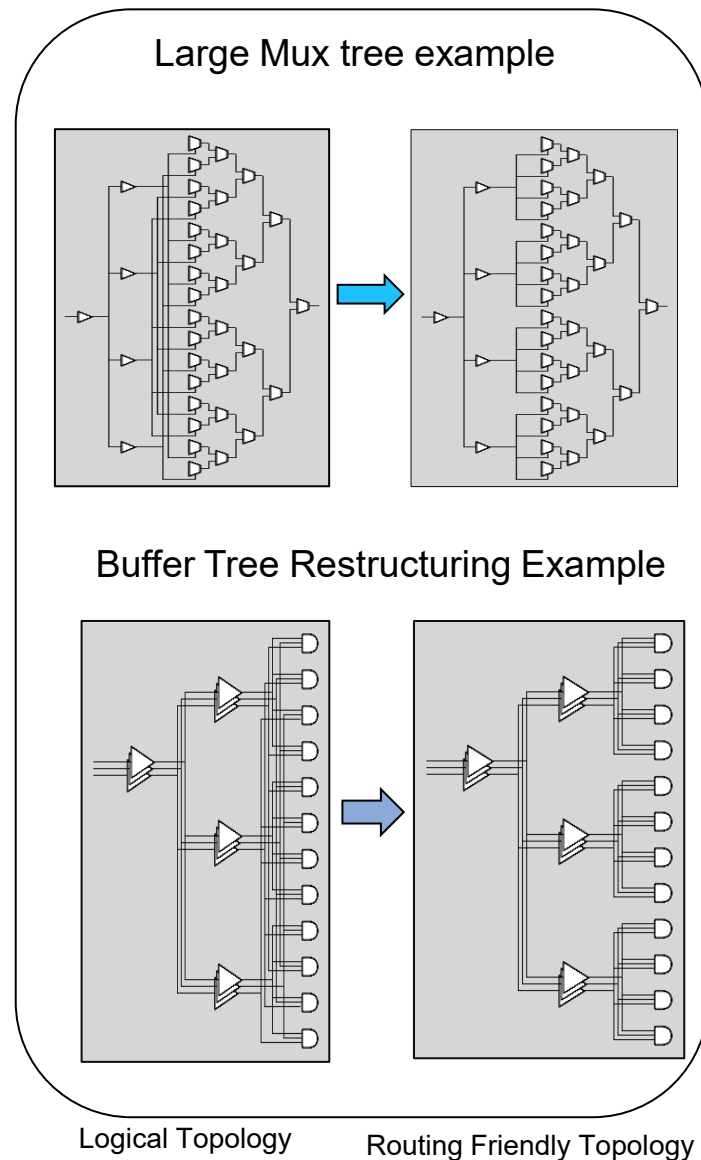 Large Mux tree example
Buffer Tree Restructuring Example
Logical Topology
Routing Friendly Topology